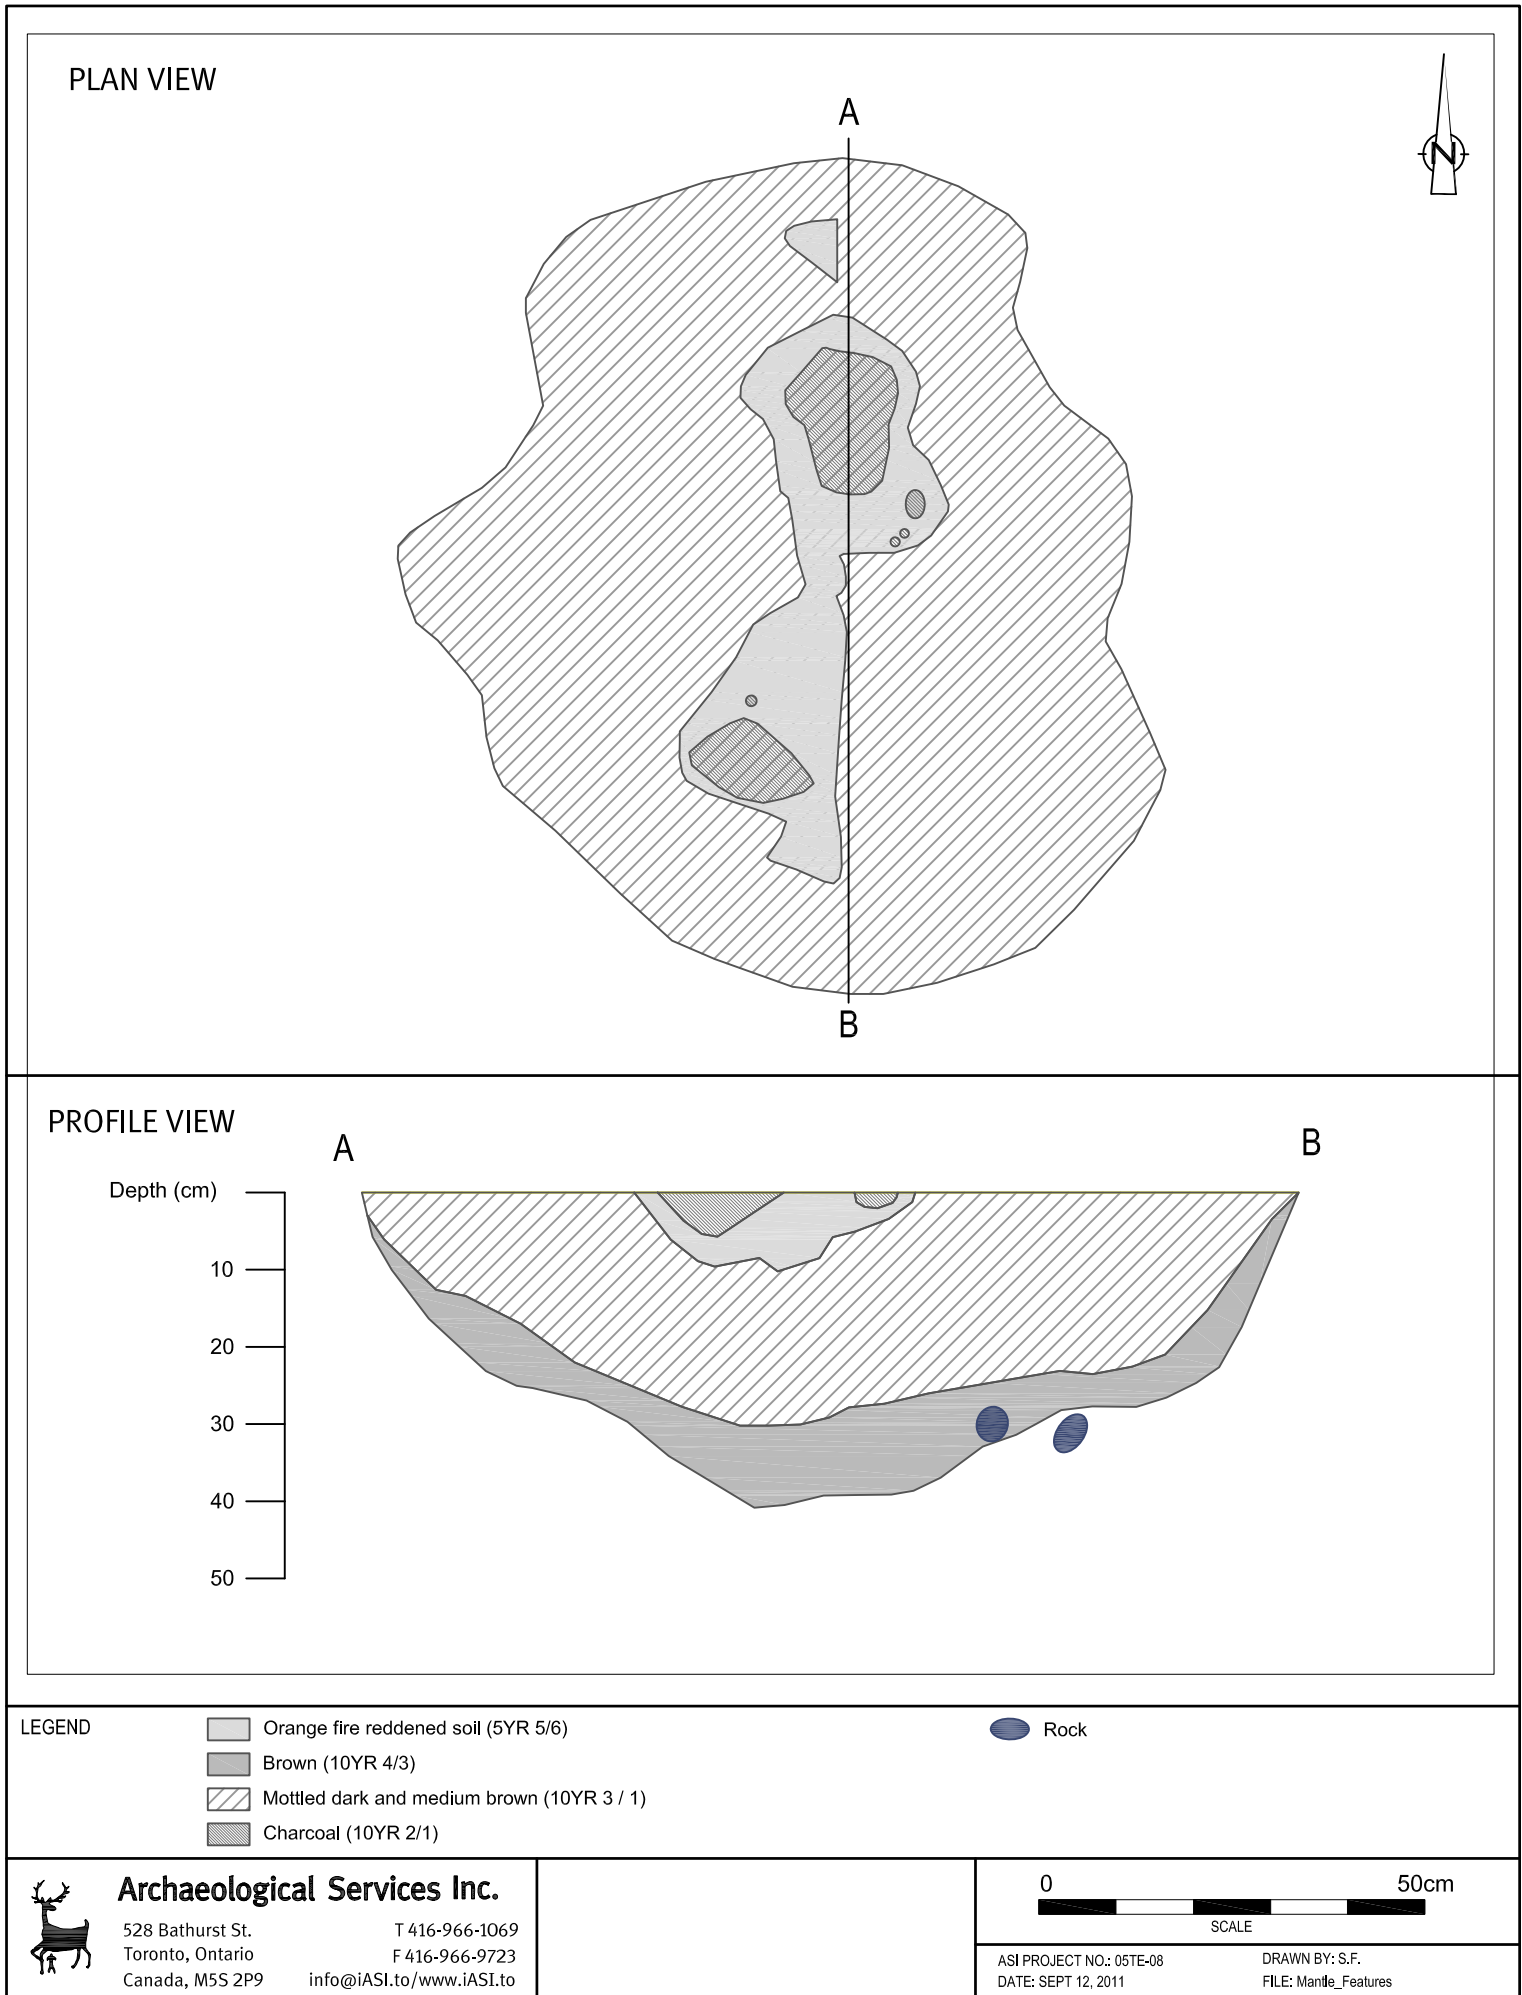 PLAN VIEW
A
N
B
PROFILE VIEW
A
B
Depth (cm)
10
20
30
40
50
LEGEND
Orange fire reddened soil (5YR 5/6)
Brown (10YR 4/3)
Mottled dark and medium brown (10YR 3 / 1)
Charcoal (10YR 2/1)
Rock
Archaeological Services Inc.
528 Bathurst St.
Toronto, Ontario
Canada, M5S 2P9
T 416-966-1069
F 416-966-9723
info@iASI.to/www.iASI.to
0 50cm
SCALE
ASI PROJECT NO.: 05TE-08
DATE: SEPT 12, 2011
DRAWN BY: S.F.
FILE: Mantle_Features